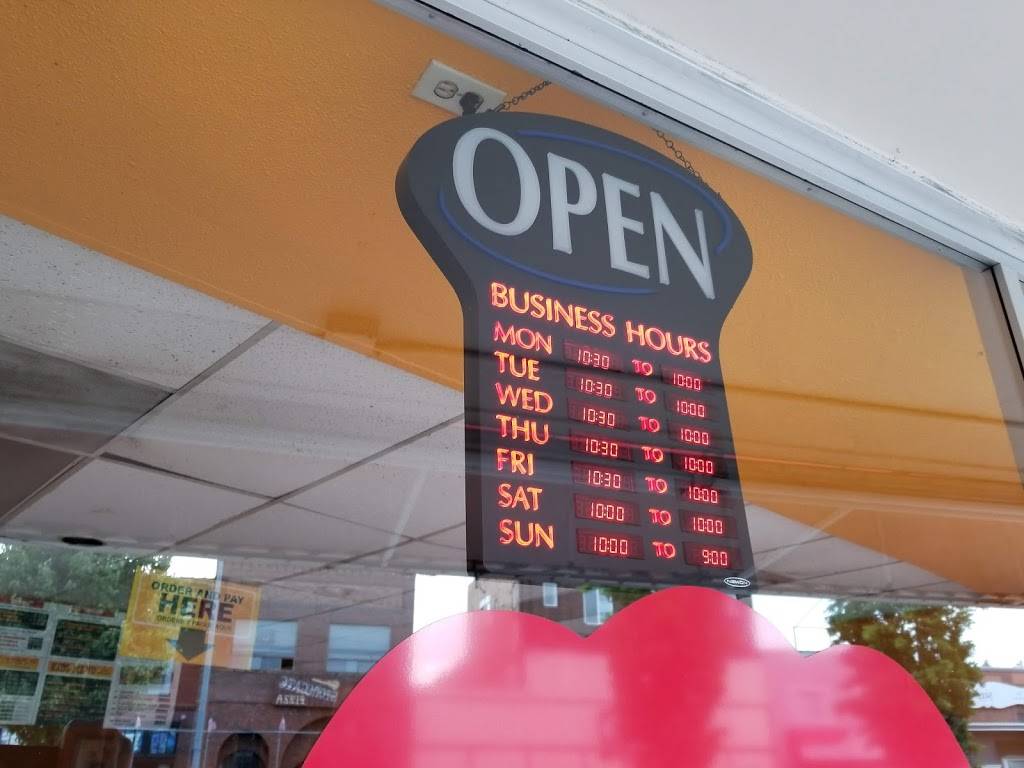 OPEN
BUSINESS HOURS
MON 10:30 TO 10:00
TUE 10:30 TO 10:00
WED 10:30 TO 10:00
THU 10:30 TO 10:00
FRI 10:30 TO 10:00
SAT 10:00 TO 10:00
SUN 10:00 TO 9:00
ORDER AND PAY
HERE